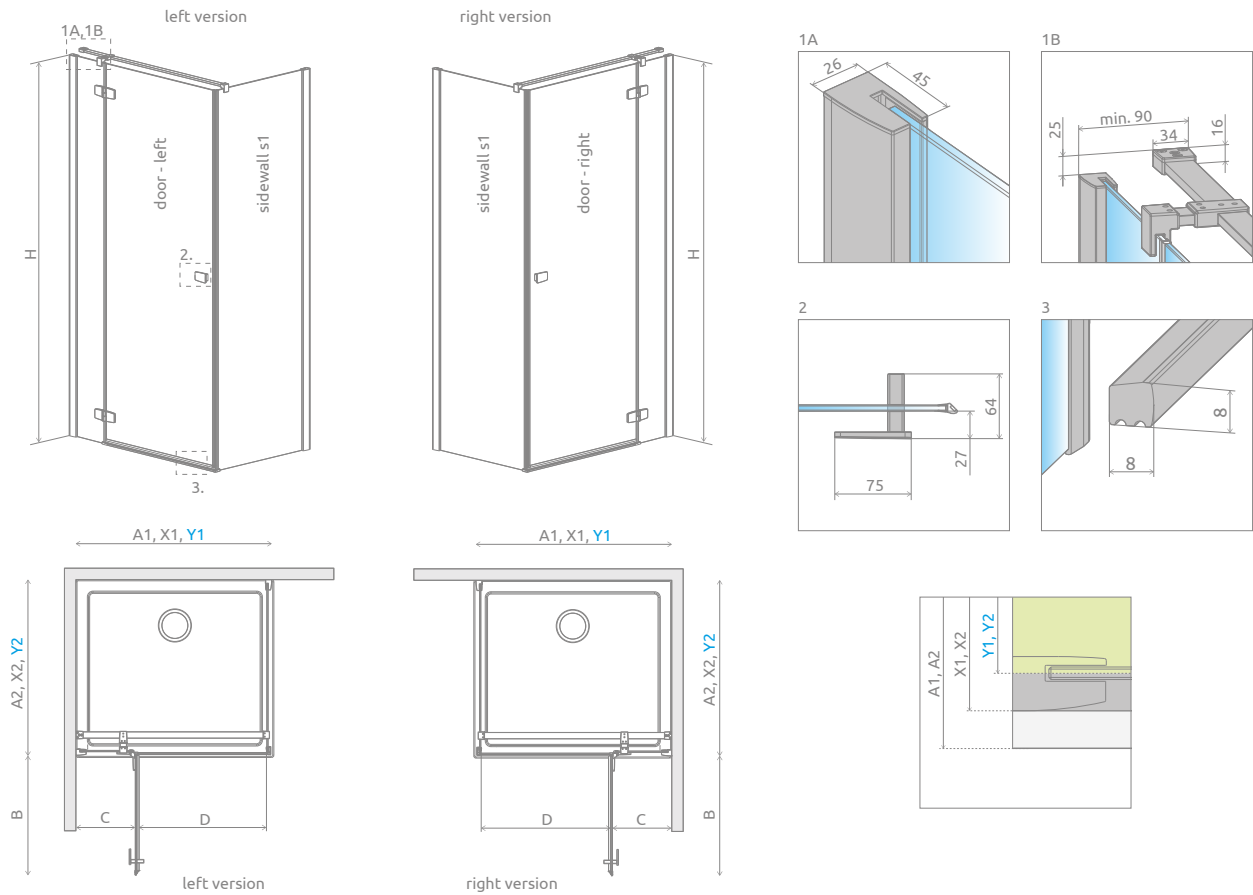 left version
right version
1A,1B
H
door - left
sidewall s1
2.
3.
sidewall s1
door - right
H
1A
26
45
1B
25
min. 90
34
16
2
64
27
75
3
8
8
A1, X1, Y1
A2, X2, Y2
B
C
D
left version
A1, X1, Y1
A2, X2, Y2
B
D
C
right version
A1, A2
X1, X2
Y1, Y2